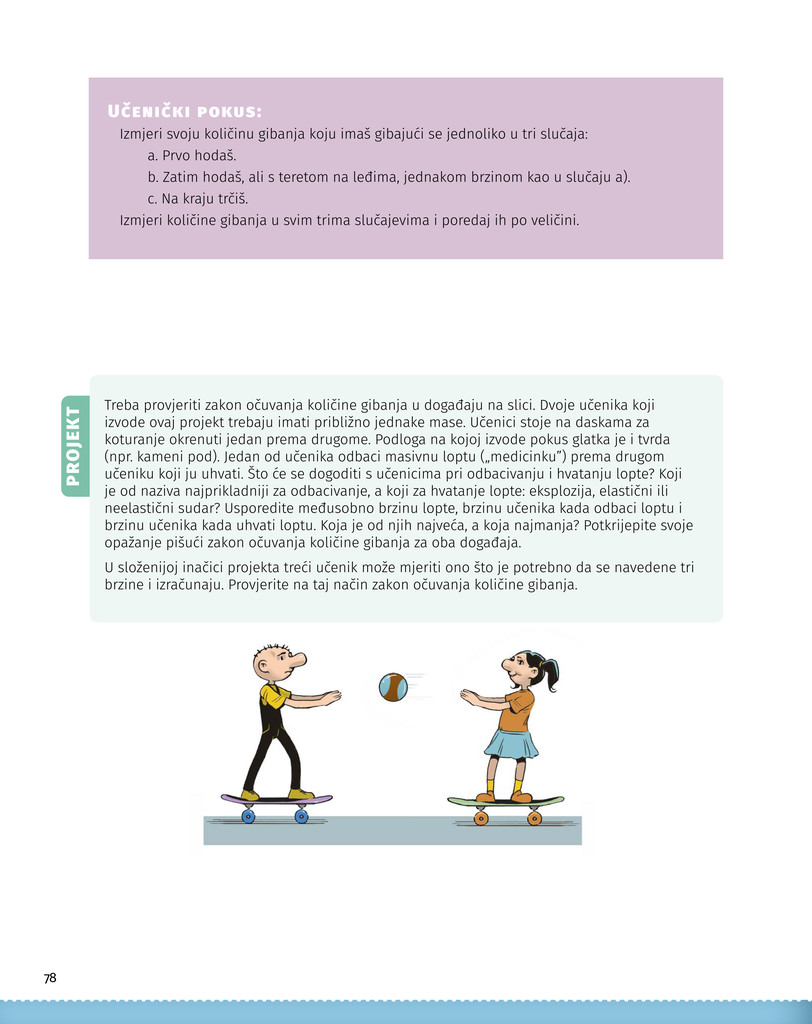 UČENIČKI POKUS:
Izmjeri svoju količinu gibanja koju imaš gibajući se jednoliko u tri slučaja:
a. Prvo hodaš.
b. Zatim hodaš, ali s teretom na leđima, jednakom brzinom kao u slučaju a).
c. Na kraju trčiš.
Izmjeri količine gibanja u svim trima slučajevima i poredaj ih po veličini.
PROJEKT
Treba provjeriti zakon očuvanja količine gibanja u događaju na slici. Dvoje učenika koji
izvode ovaj projekt trebaju imati približno jednake mase. Učenici stoje na daskama za
koturanje okrenuti jedan prema drugome. Podloga na kojoj izvode pokus glatka je i tvrda
(npr. kameni pod). Jedan od učenika odbaci masivnu loptu („medicinku”) prema drugom
učeniku koji ju uhvati. Što će se dogoditi s učenicima pri odbacivanju i hvatanju lopte? Koji
je od naziva najprikladniji za odbacivanje, a koji za hvatanje lopte: eksplozija, elastični ili
neelastični sudar? Usporedite međusobno brzinu lopte, brzinu učenika kada odbaci loptu i
brzinu učenika kada uhvati loptu. Koja je od njih najveća, a koja najmanja? Potkrijepite svoje
opažanje pišući zakon očuvanja količine gibanja za oba događaja.
U složenijoj inačici projekta treći učenik može mjeriti ono što je potrebno da se navedene tri
brzine i izračunaju. Provjerite na taj način zakon očuvanja količine gibanja.
78